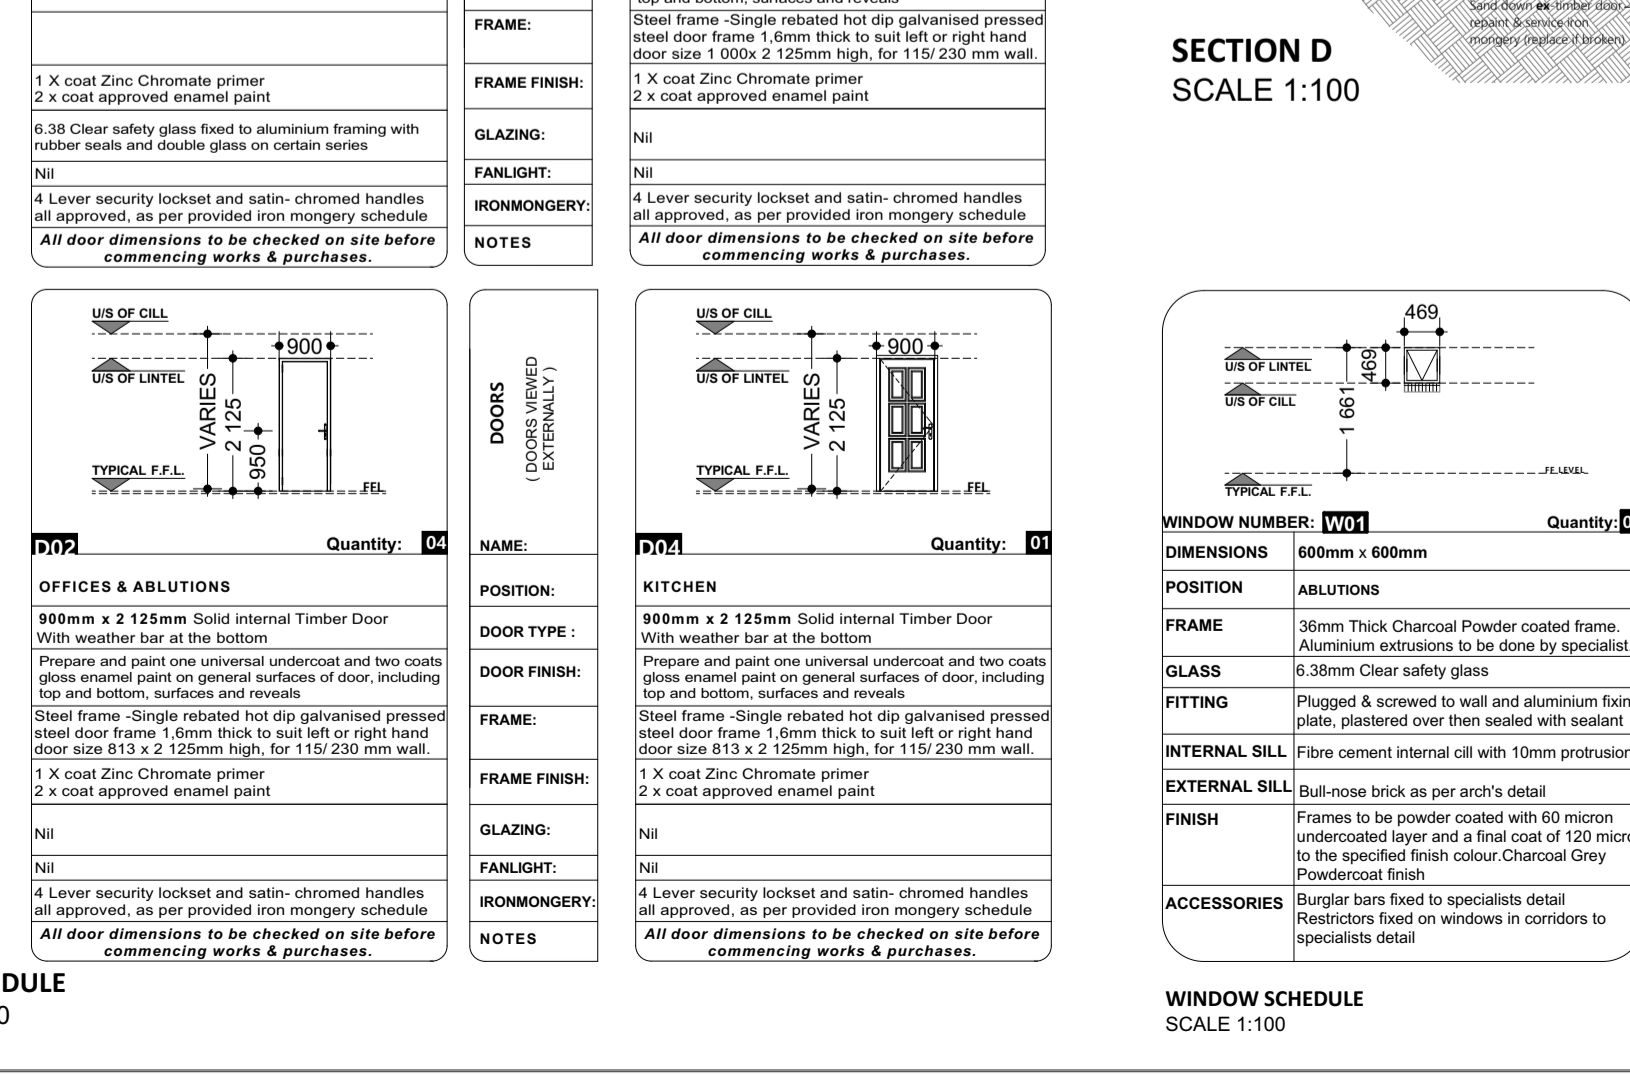 1 X coat Zinc Chromate primer
2 x coat approved enamel paint
6.38 Clear safety glass fixed to aluminium framing with
rubber seals and double glass on certain series
Nil
4 Lever security lockset and satin- chromed handles
all approved, as per provided iron mongery schedule
All door dimensions to be checked on site before
commencing works & purchases.
FRAME:
FRAME FINISH:
GLAZING:
FANLIGHT:
IRONMONGERY:
NOTES
top and bottom, surfaces and reveals
Steel frame -Single rebated hot dip galvanised pressed
steel door frame 1,6mm thick to suit left or right hand
door size 1 000x 2 125mm high, for 115/ 230 mm wall.
1 X coat Zinc Chromate primer
2 x coat approved enamel paint
Nil
Nil
4 Lever security lockset and satin- chromed handles
all approved, as per provided iron mongery schedule
All door dimensions to be checked on site before
commencing works & purchases.
SECTION D
SCALE 1:100
Sand down ex-timber door
repaint & service iron
mongery (replace if broken)
U/S OF CILL
900
U/S OF LINTEL
VARIES
2 125
950
TYPICAL F.F.L.
FFL
D02
Quantity: 04
OFFICES & ABLUTIONS
900mm x 2 125mm Solid internal Timber Door
With weather bar at the bottom
Prepare and paint one universal undercoat and two coats
gloss enamel paint on general surfaces of door, including
top and bottom, surfaces and reveals
Steel frame -Single rebated hot dip galvanised pressed
steel door frame 1,6mm thick to suit left or right hand
door size 813 x 2 125mm high, for 115/ 230 mm wall.
1 X coat Zinc Chromate primer
2 x coat approved enamel paint
Nil
Nil
4 Lever security lockset and satin- chromed handles
all approved, as per provided iron mongery schedule
All door dimensions to be checked on site before
commencing works & purchases.
DOORS
( DOORS VIEWED
EXTERNALLY )
NAME:
POSITION:
DOOR TYPE :
DOOR FINISH:
FRAME:
FRAME FINISH:
GLAZING:
FANLIGHT:
IRONMONGERY:
NOTES
U/S OF CILL
900
U/S OF LINTEL
VARIES
2 125
TYPICAL F.F.L.
FFL
D04
Quantity: 01
KITCHEN
900mm x 2 125mm Solid internal Timber Door
With weather bar at the bottom
Prepare and paint one universal undercoat and two coats
gloss enamel paint on general surfaces of door, including
top and bottom, surfaces and reveals
Steel frame -Single rebated hot dip galvanised pressed
steel door frame 1,6mm thick to suit left or right hand
door size 813 x 2 125mm high, for 115/ 230 mm wall.
1 X coat Zinc Chromate primer
2 x coat approved enamel paint
Nil
Nil
4 Lever security lockset and satin- chromed handles
all approved, as per provided iron mongery schedule
All door dimensions to be checked on site before
commencing works & purchases.
469
469
U/S OF LINTEL
U/S OF CILL
1 661
FF LEVEL
TYPICAL F.F.L.
WINDOW NUMBER: W01 Quantity:
DIMENSIONS 600mm x 600mm
POSITION ABLUTIONS
FRAME 36mm Thick Charcoal Powder coated frame.
Aluminium extrusions to be done by specialist
GLASS 6.38mm Clear safety glass
FITTING Plugged & screwed to wall and aluminium fixin
plate, plastered over then sealed with sealant
INTERNAL SILL Fibre cement internal cill with 10mm protrusion
EXTERNAL SILL Bull-nose brick as per arch's detail
FINISH Frames to be powder coated with 60 micron
undercoated layer and a final coat of 120 micro
to the specified finish colour.Charcoal Grey
Powdercoat finish
ACCESSORIES Burglar bars fixed to specialists detail
Restrictors fixed on windows in corridors to
specialists detail
DULE
0
WINDOW SCHEDULE
SCALE 1:100